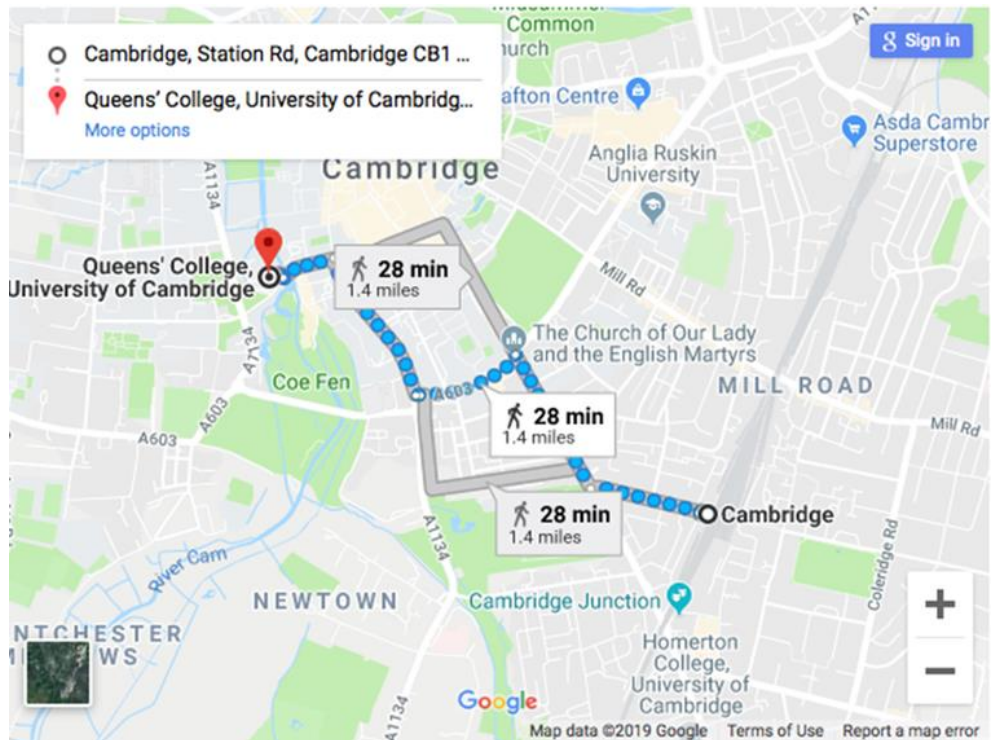 Cambridge, Station Rd, Cambridge CB1 ...
Queens' College, University of Cambridg...
More options
Common
Sign in
afton Centre
Asda Cambr
Superstore
Anglia Ruskin
University
Cambridge
A1134
Queens' College,
University of Cambridge
28 min
1.4 miles
Mill Rd
The Church of Our Lady
and the English Martyrs
MILL ROAD
Coe Fen
A1134
A603
A603
A603
28 min
1.4 miles
Mill Rd
28 min
1.4 miles
Cambridge
A1134
River Cam
Coleridge Rd
NEWTOWN
Cambridge Junction
Homerton
College,
University of
Cambridge
Google
A1134
Map data ©2019 Google Terms of Use Report a map error